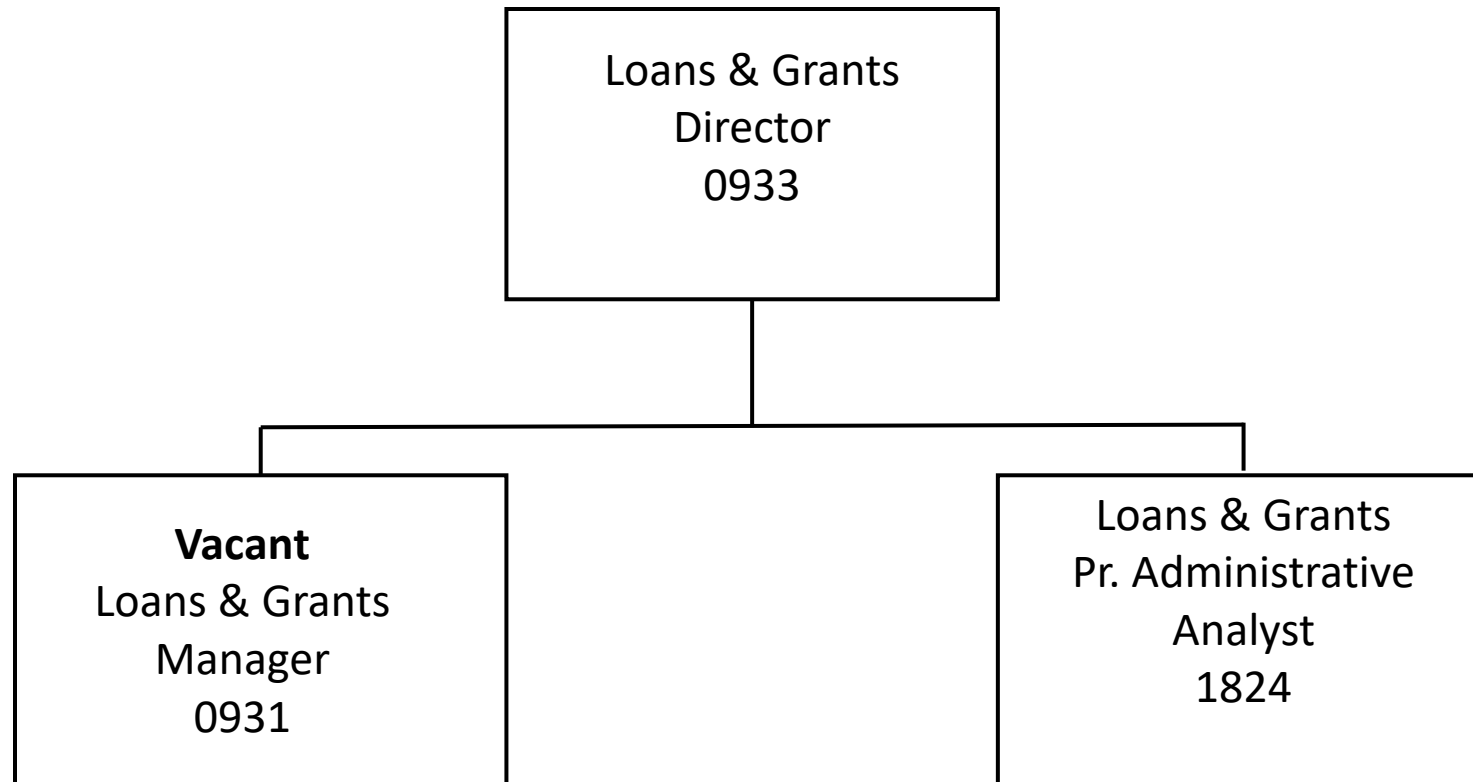 Loans & Grants
Director
0933
Vacant
Loans & Grants
Manager
0931
Loans & Grants
Pr. Administrative
Analyst
1824